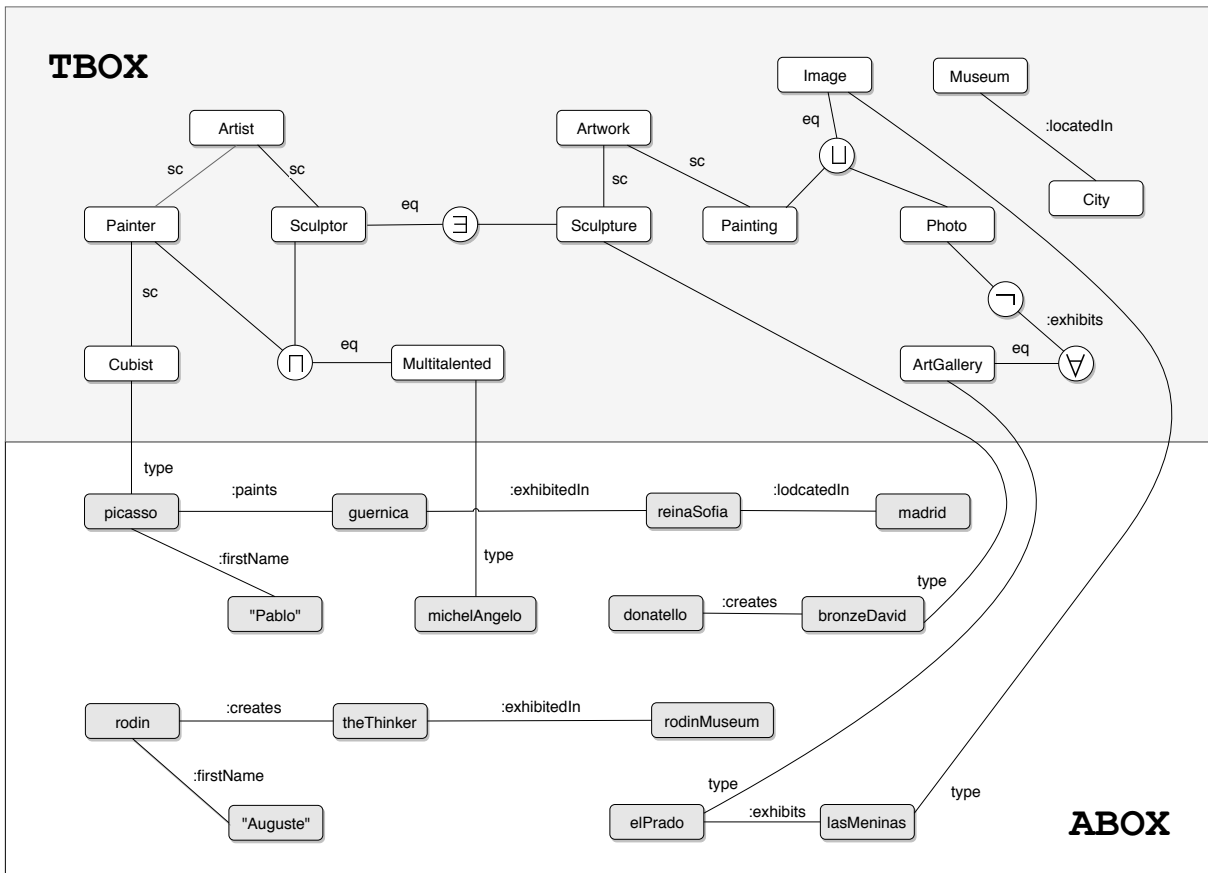 TBOX
Image
Museum
eq
:locatedIn
Artist
Artwork
⊔
sc
sc
sc
sc
City
Painter
Sculptor
eq
∃
Sculpture
Painting
Photo
sc
¬
:exhibits
Cubist
⊓
eq
Multitalented
ArtGallery
eq
∀
type
picasso
:paints
guernica
:exhibitedIn
reinaSofia
:lodcatedIn
madrid
:firstName
type
type
"Pablo"
michelAngelo
donatello
:creates
bronzeDavid
rodin
:creates
theThinker
:exhibitedIn
rodinMuseum
:firstName
type
type
"Auguste"
elPrado
:exhibits
lasMeninas
ABOX